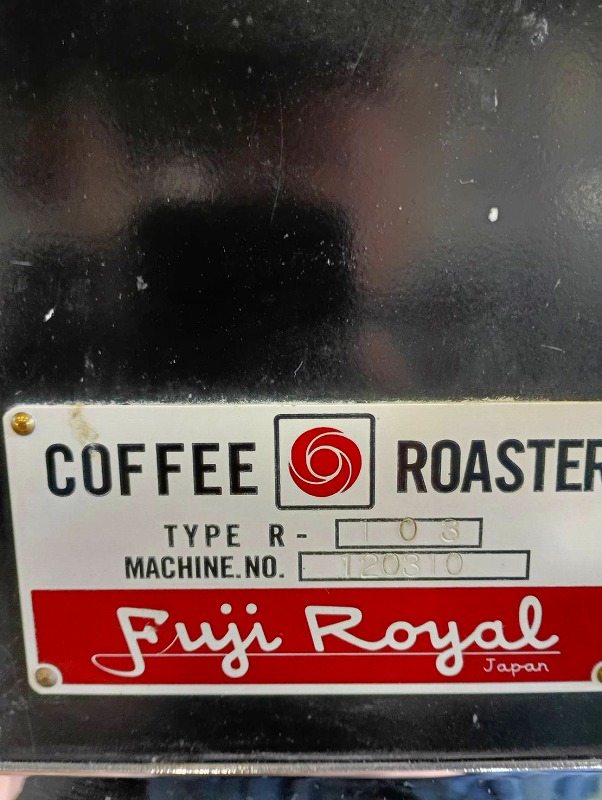 COFFEE ROASTER
TYPE R- 103
MACHINE.NO. 120310
Fuji Royal
Japan